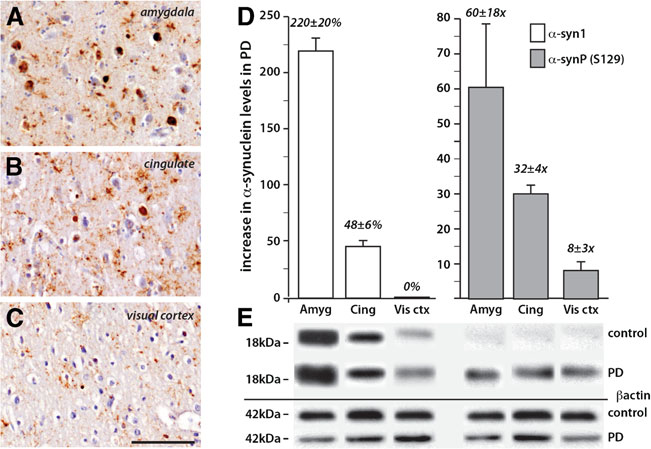 A
amygdala
B
cingulate
C
visual cortex
D
increase in α-synuclein levels in PD
250
200
150
100
50
0
220±20%
48±6%
0%
Amyg Cing Vis ctx
80
70
60
50
40
30
20
10
60±18x
32±4x
8±3x
Amyg Cing Vis ctx
α-syn1
α-synP (S129)
E
18kDa – control
18kDa – PD
βactin
42kDa – control
42kDa – PD